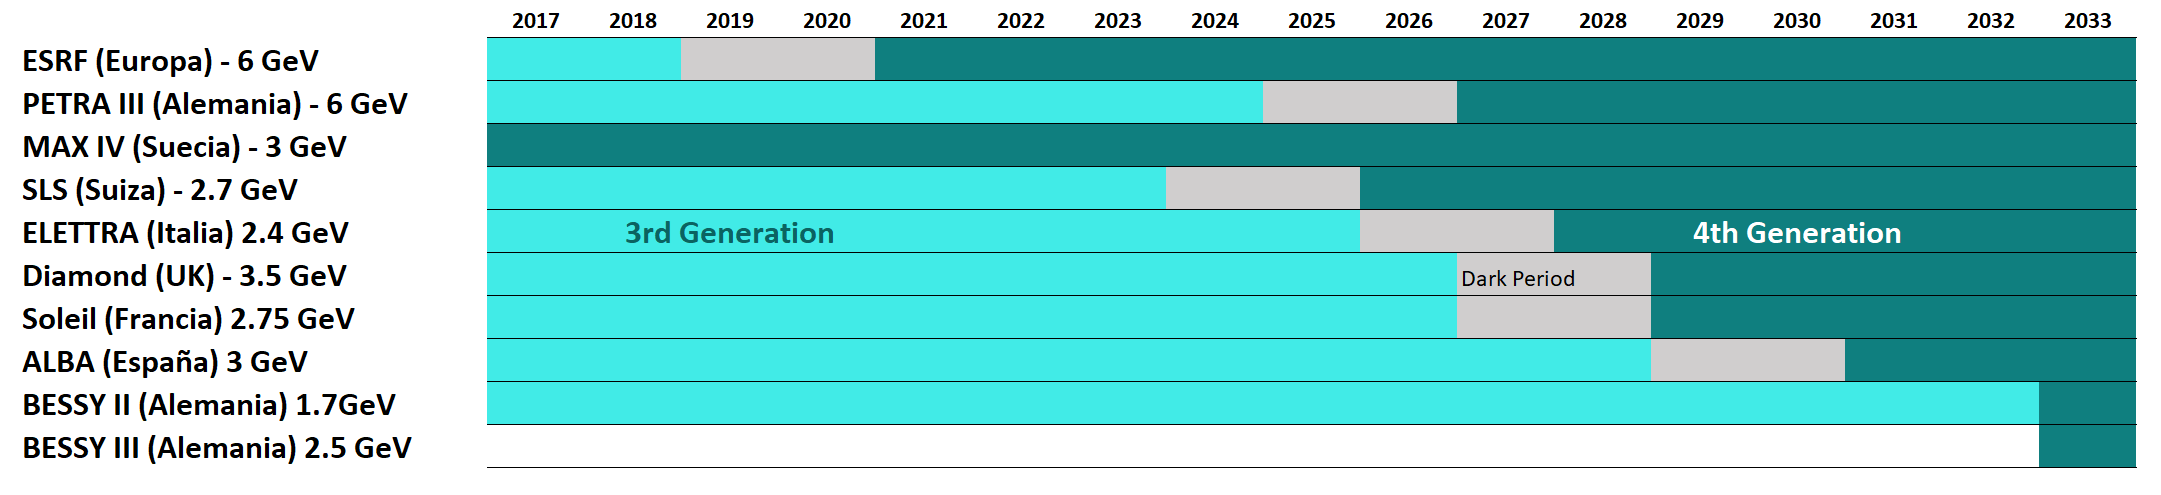 2017 2018 2019 2020 2021 2022 2023 2024 2025 2026 2027 2028 2029 2030 2031 2032 2033
ESRF (Europa) - 6 GeV
PETRA III (Alemania) - 6 GeV
MAX IV (Suecia) - 3 GeV
SLS (Suiza) - 2.7 GeV
ELETTRA (Italia) 2.4 GeV 3rd Generation 4th Generation
Diamond (UK) - 3.5 GeV Dark Period
Soleil (Francia) 2.75 GeV
ALBA (España) 3 GeV
BESSY II (Alemania) 1.7GeV
BESSY III (Alemania) 2.5 GeV